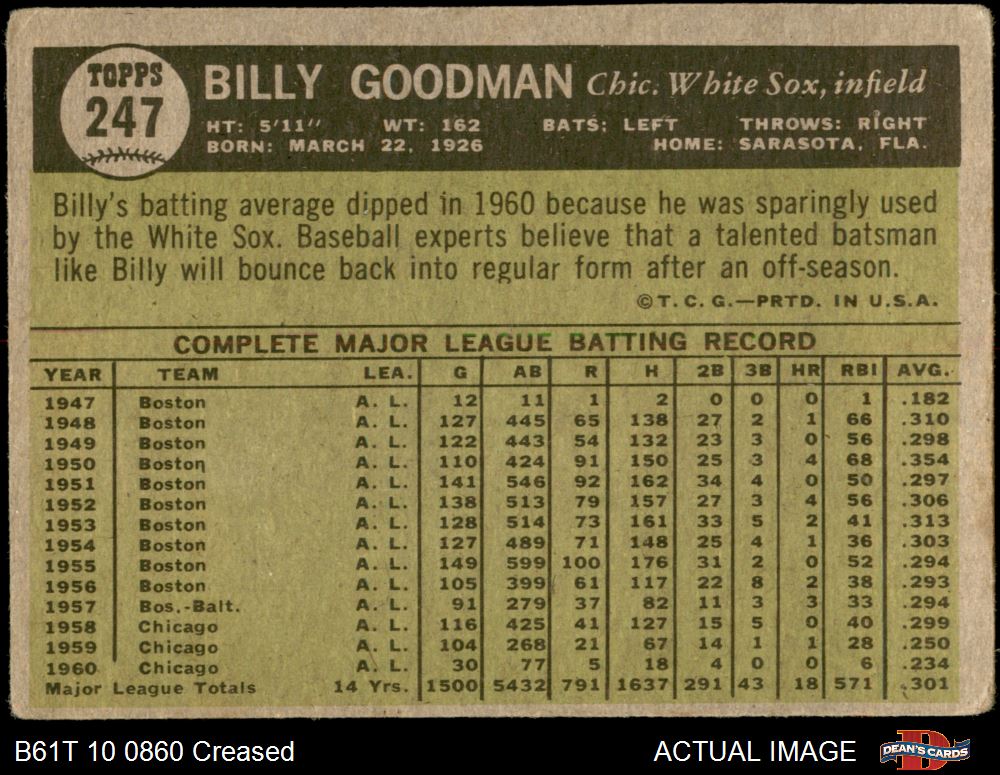 TOPPS
247
BILLY GOODMAN Chic. White Sox, infield
HT: 5'11" WT: 162 BATS: LEFT THROWS: RIGHT
BORN: MARCH 22, 1926 HOME: SARASOTA, FLA.
Billy's batting average dipped in 1960 because he was sparingly used
by the White Sox. Baseball experts believe that a talented batsman
like Billy will bounce back into regular form after an off-season.
©T. C. G.—PRTD. IN U.S.A.
COMPLETE MAJOR LEAGUE BATTING RECORD
YEAR TEAM LEA. G AB R H 2B 3B HR RBI AVG.
1947 Boston A. L. 12 11 1 2 0 0 0 1 .182
1948 Boston A. L. 127 445 65 138 27 2 1 66 .310
1949 Boston A. L. 122 443 54 132 23 3 0 56 .298
1950 Boston A. L. 110 424 91 150 25 3 4 68 .354
1951 Boston A. L. 141 546 92 162 34 4 0 50 .297
1952 Boston A. L. 138 513 79 157 27 3 4 56 .306
1953 Boston A. L. 128 514 73 161 33 5 2 41 .313
1954 Boston A. L. 127 489 71 148 25 4 1 36 .303
1955 Boston A. L. 149 599 100 176 31 2 0 52 .294
1956 Boston A. L. 105 399 61 117 22 8 2 38 .293
1957 Bos.-Balt. A. L. 91 279 37 82 11 3 3 33 .294
1958 Chicago A. L. 116 425 41 127 15 5 0 40 .299
1959 Chicago A. L. 104 268 21 67 14 1 1 28 .250
1960 Chicago A. L. 30 77 5 18 4 0 0 6 .234
Major League Totals 14 Yrs. 1500 5432 791 1637 291 43 18 571 .301
B61T 10 0860 Creased ACTUAL IMAGE DEAN'S CARDS